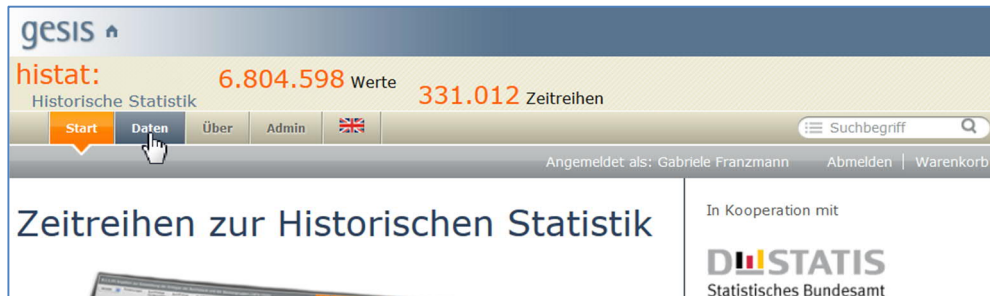 gesis
histat:
6.804.598 Werte
331.012 Zeitreihen
Historische Statistik
Start Daten Über Admin
Suchbegriff
Angemeldet als: Gabriele Franzmann Abmelden Warenkorb
Zeitreihen zur Historischen Statistik
In Kooperation mit
DESTATIS
Statistisches Bundesamt